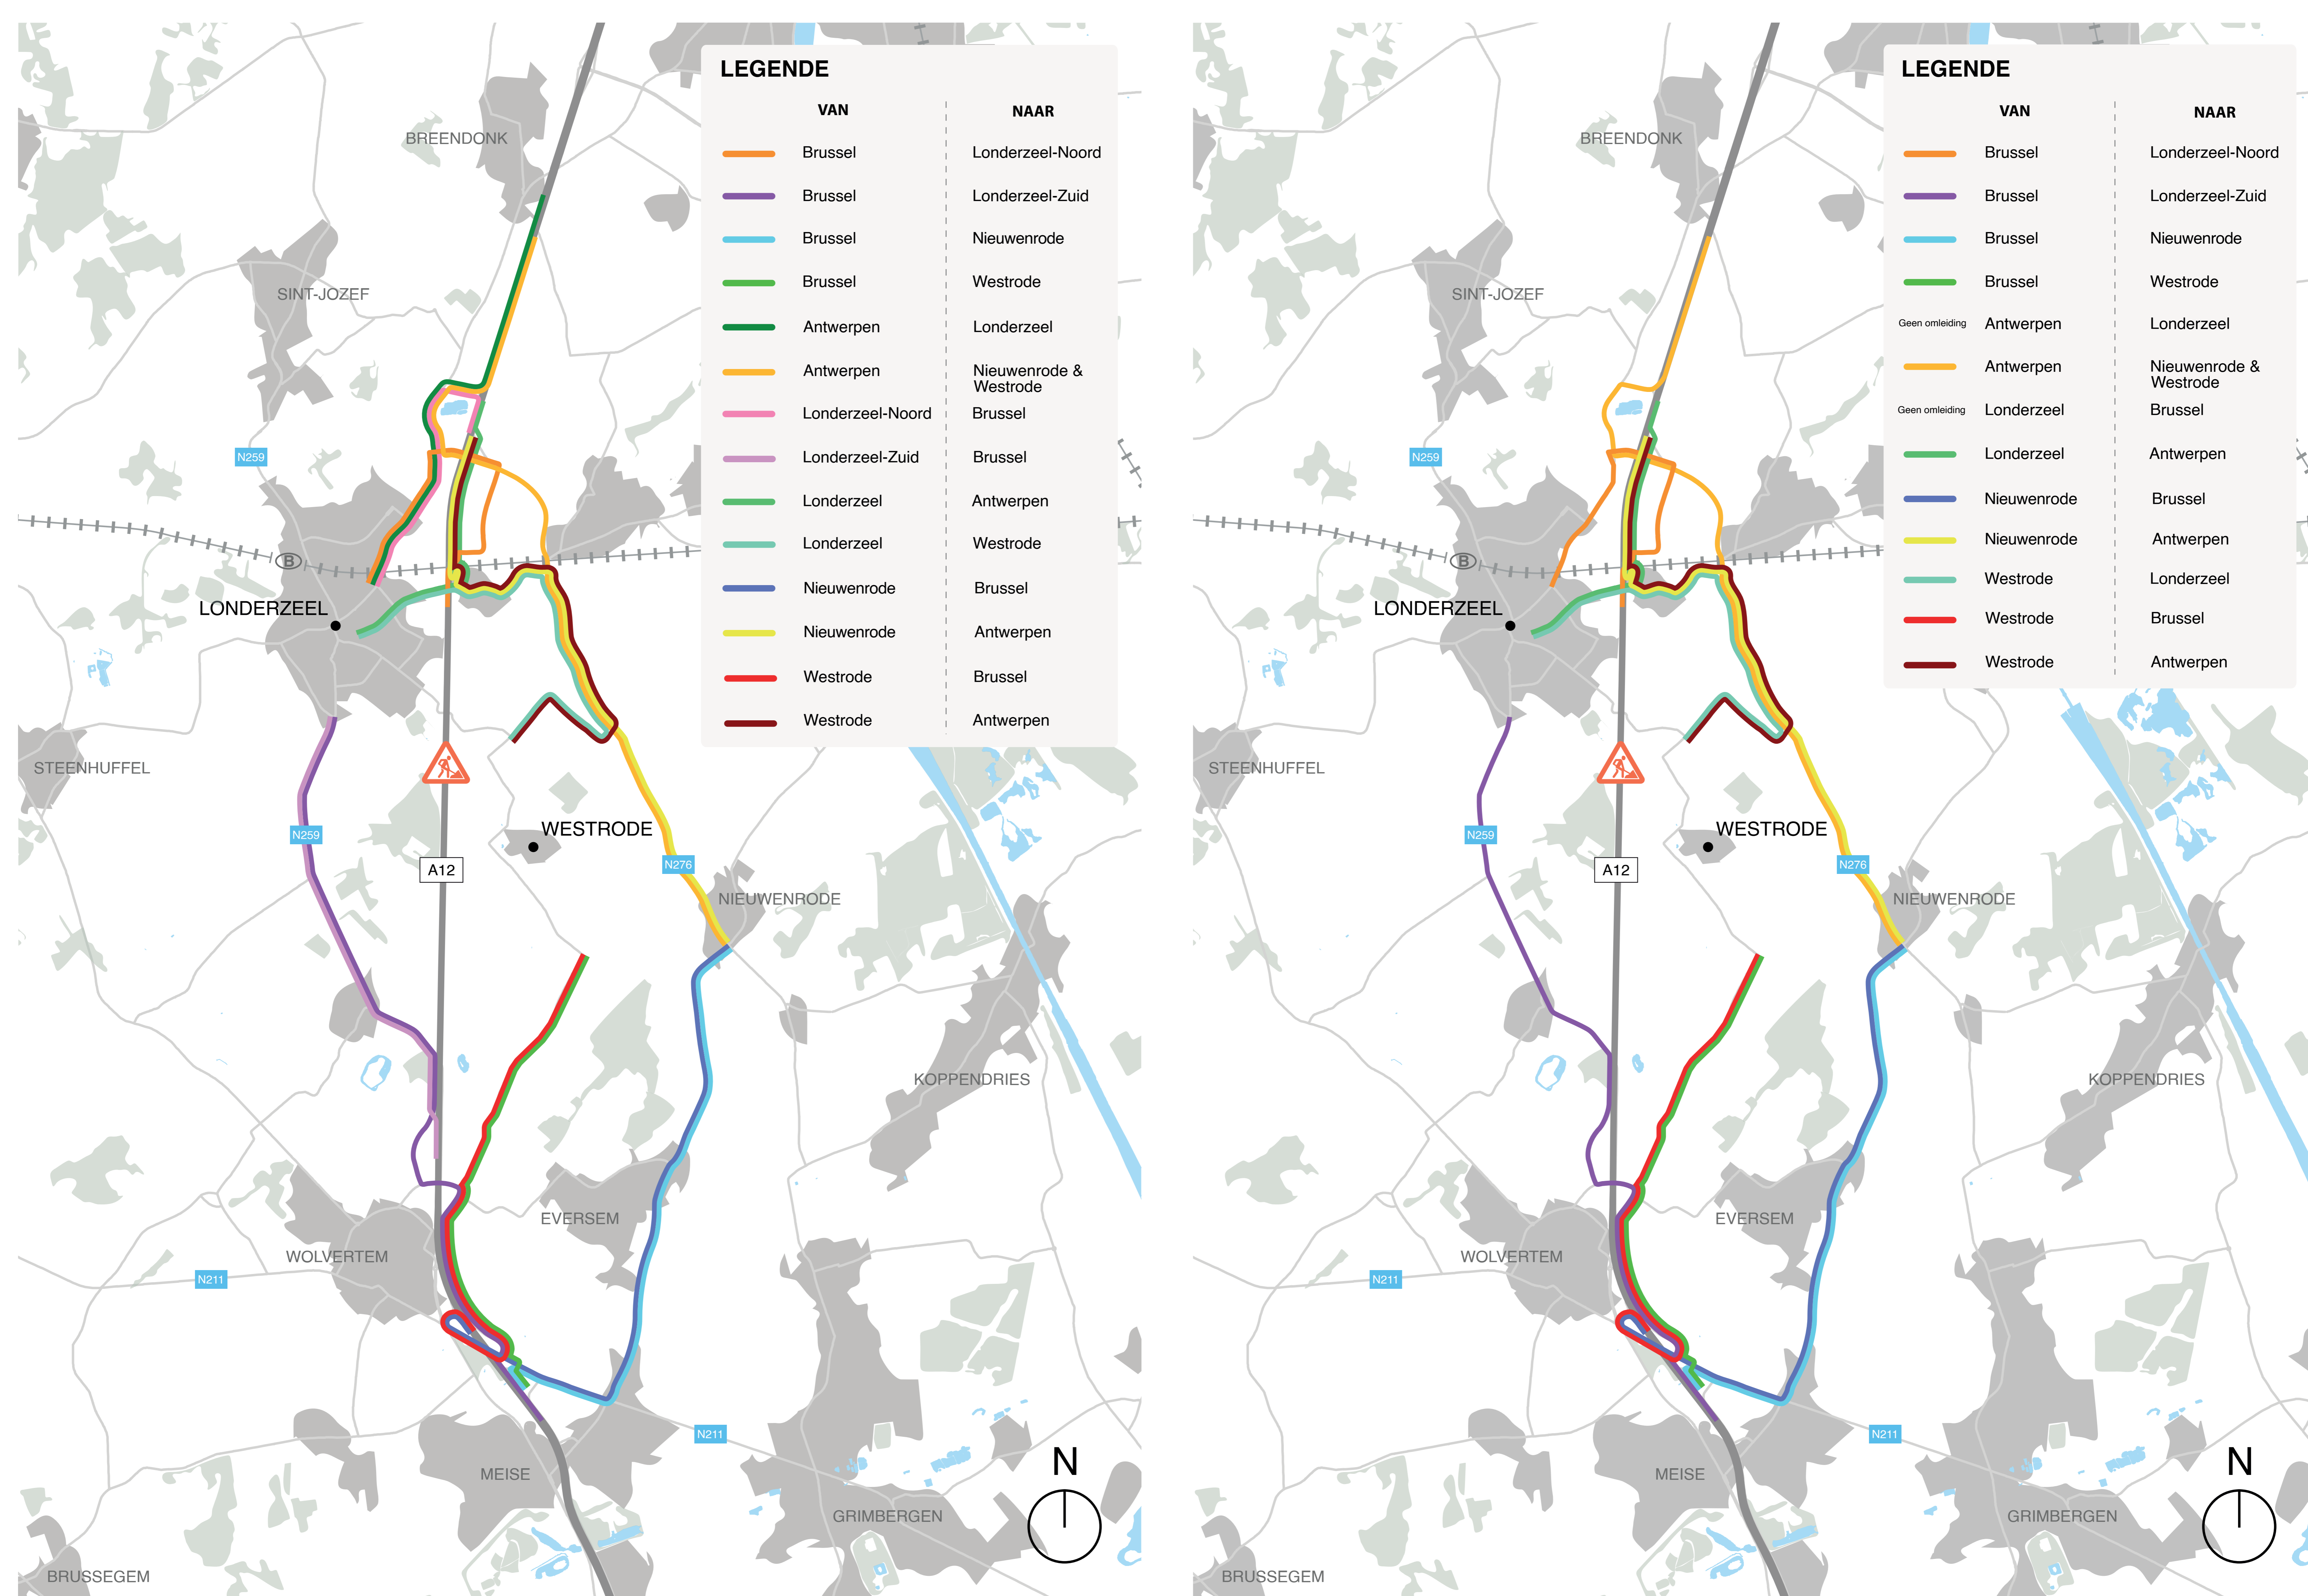 LEGENDE
VAN NAAR
Brussel Londerzeel-Noord
Brussel Londerzeel-Zuid
Brussel Nieuwenrode
Brussel Westrode
Antwerpen Londerzeel
Antwerpen Nieuwenrode &
Westrode
Londerzeel-Noord Brussel
Londerzeel-Zuid Brussel
Londerzeel Antwerpen
Londerzeel Westrode
Nieuwenrode Brussel
Nieuwenrode Antwerpen
Westrode Brussel
Westrode Antwerpen
BREENDONK
SINT-JOZEF
N259
B
LONDERZEEL
STEENHUFFEL
WESTRODE
N259
A12
N276
NIEUWENRODE
KOPPENDRIES
EVERSEM
WOLVERTEM
N211
N211
MEISE
N
GRIMBERGEN
BRUSSEGEM
LEGENDE
VAN NAAR
Brussel Londerzeel-Noord
Brussel Londerzeel-Zuid
Brussel Nieuwenrode
Brussel Westrode
Geen omleiding Antwerpen Londerzeel
Antwerpen Nieuwenrode &
Westrode
Geen omleiding Londerzeel Brussel
Londerzeel Antwerpen
Nieuwenrode Brussel
Nieuwenrode Antwerpen
Westrode Londerzeel
Westrode Brussel
Westrode Antwerpen
BREENDONK
SINT-JOZEF
N259
B
LONDERZEEL
STEENHUFFEL
WESTRODE
N259
A12
N276
NIEUWENRODE
KOPPENDRIES
EVERSEM
WOLVERTEM
N211
N211
MEISE
N
GRIMBERGEN
BRUSSEGEM